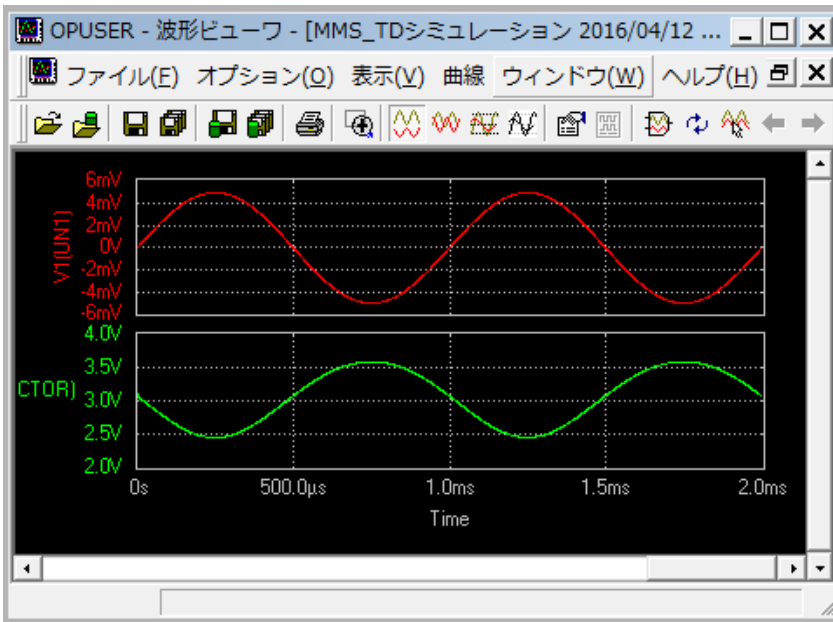 OPUSER - 波形ビューワ - [MMS_TDシミュレーション 2016/04/12 ...
ファイル(F) オプション(O) 表示(V) 曲線 ウィンドウ(W) ヘルプ(H)
6mV
4mV
2mV
0V
-2mV
-4mV
-6mV
V1(UN1)
4.0V
3.5V
3.0V
2.5V
2.0V
CTOR)
0s 500.0µs 1.0ms 1.5ms 2.0ms
Time